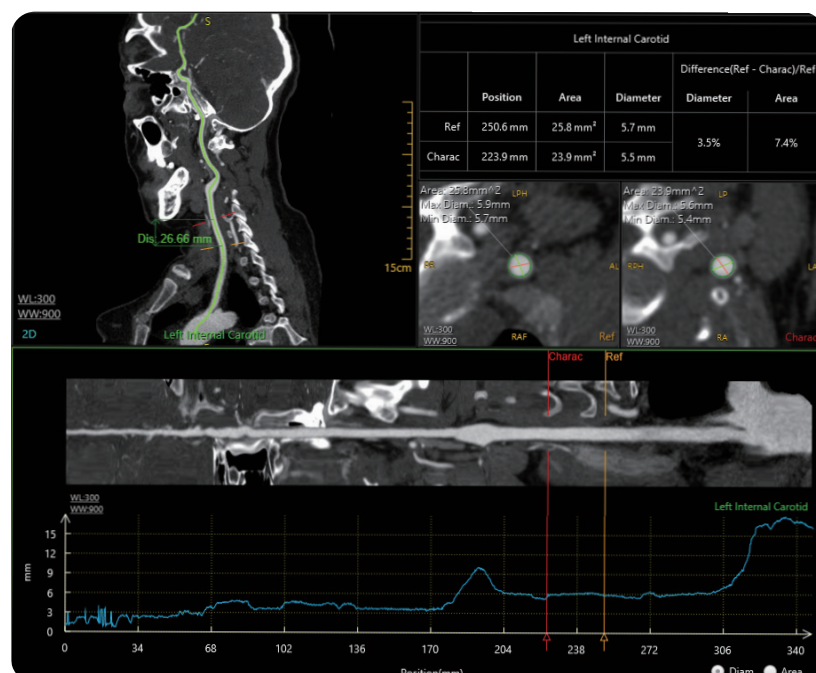 S
Dis: 26.66 mm
15cm
WL:300
WW:900
2D
Left Internal Carotid
Left Internal Carotid
Difference(Ref - Charac)/Ref
Position Area Diameter Diameter Area
Ref 250.6 mm 25.8 mm² 5.7 mm 3.5% 7.4%
Charac 223.9 mm 23.9 mm² 5.5 mm
Area: 25.8mm^2
Max Diam.: 5.9mm
Min Diam.: 5.7mm
LPH
PR
AL
WL:300
WW:900
RAF
Ref
Area: 23.9mm^2
Max Diam.: 5.6mm
Min Diam.: 5.4mm
LP
RPH
LA
WL:300
WW:900
RA
Charac
Charac Ref
WL:300
WW:900
Left Internal Carotid
15
12
9
6
3
0
mm
0 34 68 102 136 170 204 238 272 306 340
Position(mm)
Diam Area